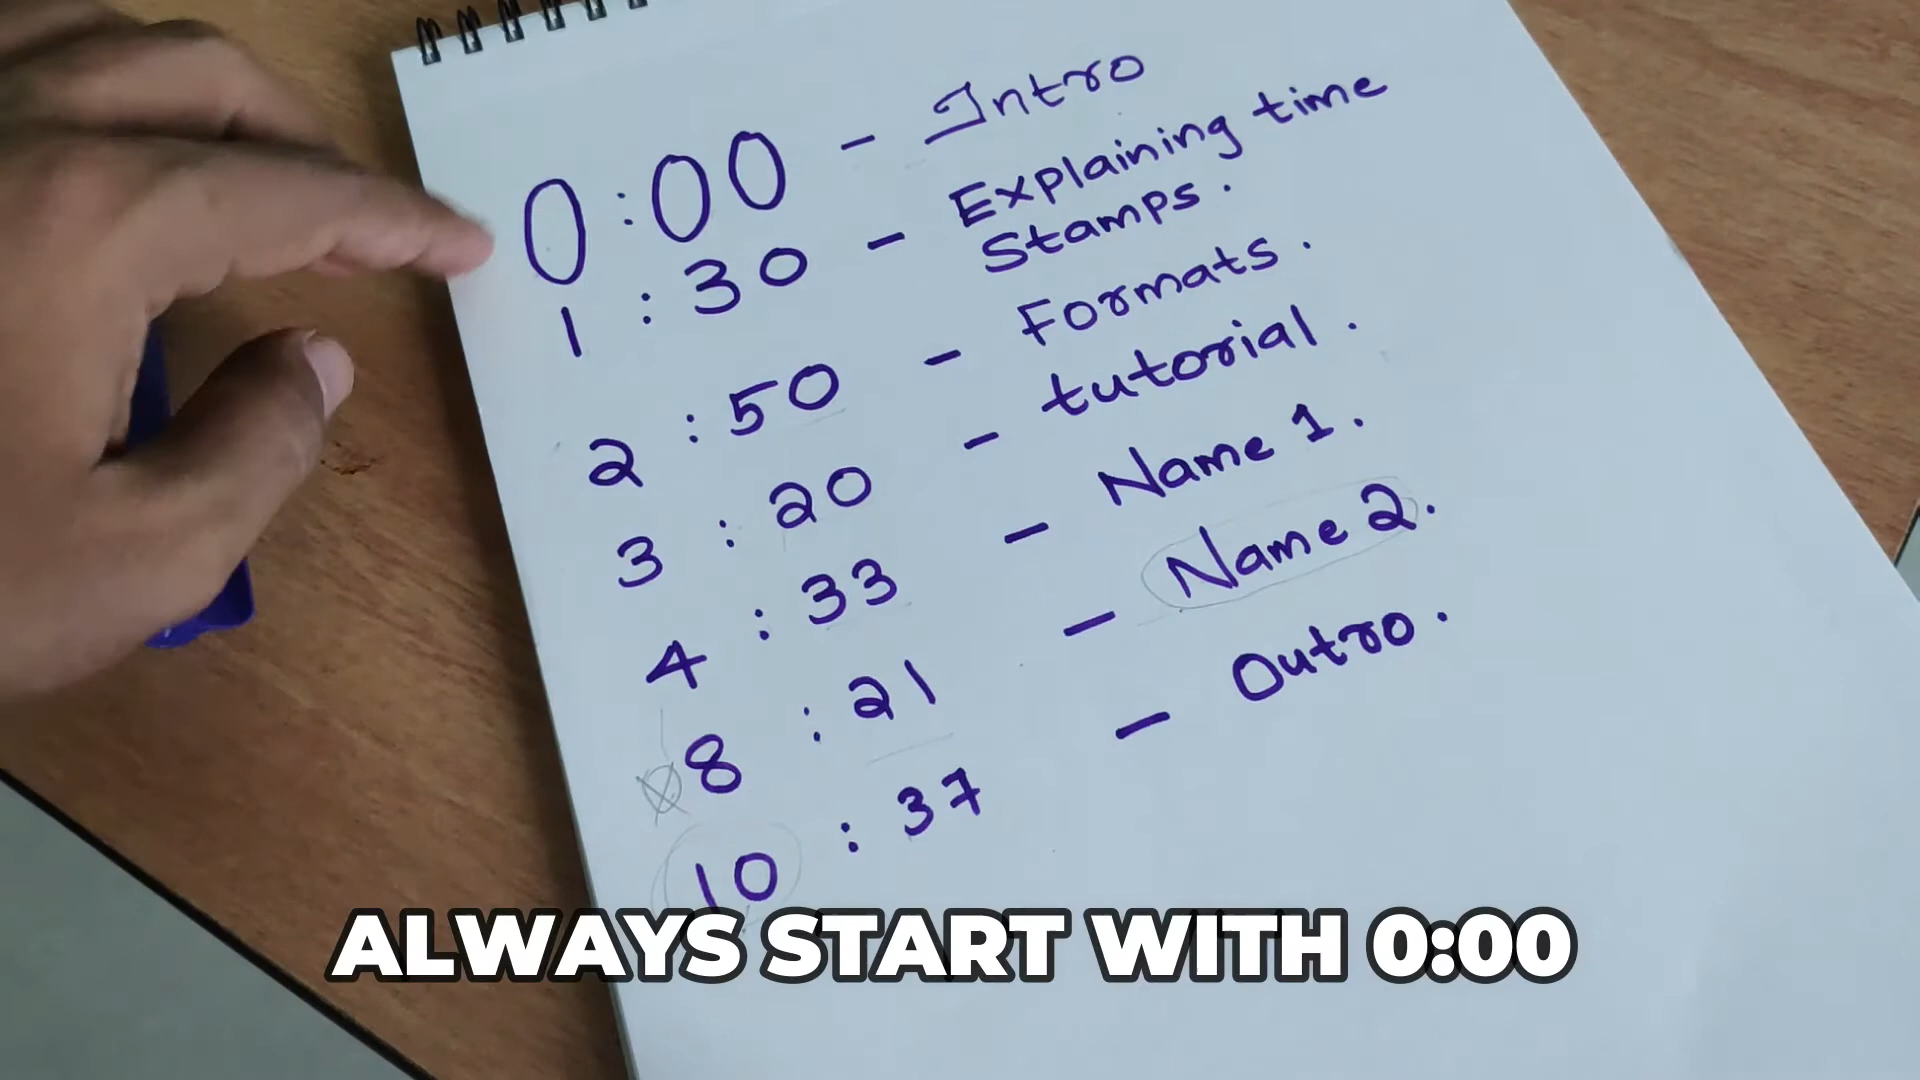 0:00 - Intro
1:30 - Explaining time
Stamps.
2:50 - Formats.
3:20 - tutorial.
4:33 - Name 1.
8:21 - Name 2.
10:37 - Outro.
ALWAYS START WITH 0:00